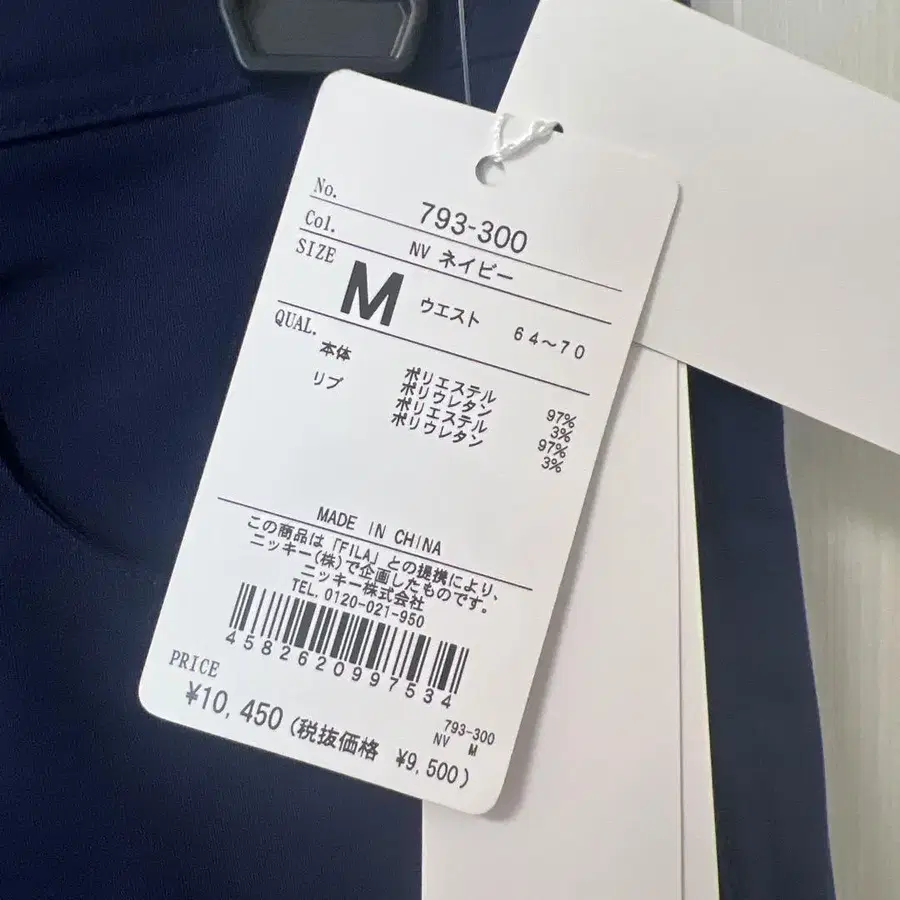 No. 793-300
Col. NV ネイビー
SIZE M ウエスト 64～70
QUAL.
本体 ポリエステル 97%
ポリウレタン 3%
リブ ポリエステル 97%
ポリウレタン 3%
MADE IN CHINA
この商品は「FILA」との提携により、
ニッキー(株)で企画したものです。
ニッキー株式会社
TEL. 0120-021-950
4582620997534
793-300
NV M
PRICE
¥10,450 (税抜価格 ¥9,500)